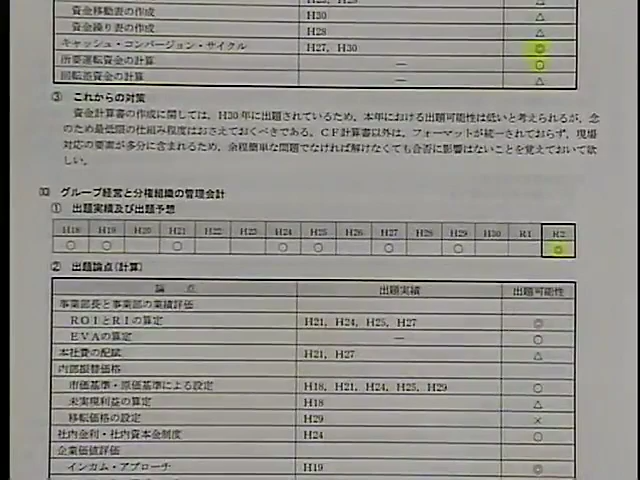 資金移動表の作成 H30 △
資金繰り表の作成 H28 △
キャッシュ・コンバージョン・サイクル H27, H30 ◎
所要運転資金の計算 ― ○
回転差資金の計算 ― △
③ これからの対策
資金計算書の作成に関しては，H30年に出題されているため，本年における出題可能性は低いと考えられるが，念
のため最低限の仕組み程度はおさえておくべきである。ＣＦ計算書以外は，フォーマットが統一されておらず，現場
対応の要素が多分に含まれるため，余程簡単な問題でなければ解けなくても合否に影響はないことを覚えておいて欲
しい。
⑩ グループ経営と分権組織の管理会計
① 出題実績及び出題予想
H18 H19 H20 H21 H22 H23 H24 H25 H26 H27 H28 H29 H30 R1 R2
○ ○ ○ ○ ○ ○ ○ ◎
② 出題論点(計算)
論 点 出題実績 出題可能性
事業部長と事業部の業績評価
ＲＯＩとＲＩの算定 H21, H24, H25, H27 ◎
ＥＶＡの算定 ― ○
本社費の配賦 H21, H27 △
内部振替価格
市価基準・原価基準による設定 H18, H21, H24, H25, H29 ○
未実現利益の算定 H18 △
移転価格の設定 H29 ×
社内金利・社内資本金制度 H24 ○
企業価値評価
インカム・アプローチ H19 ◎